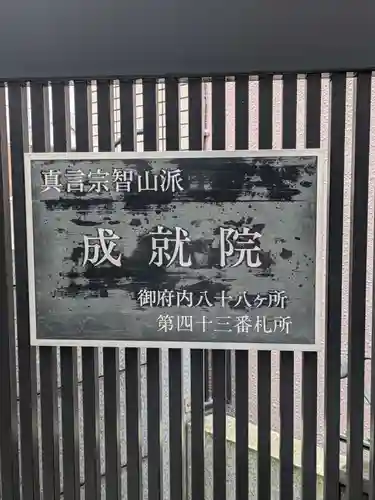 真言宗智山派
成就院
御府内八十八ヶ所
第四十三番札所